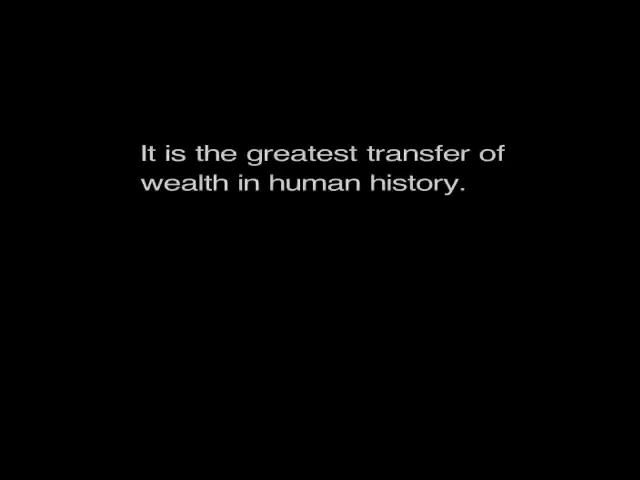 It is the greatest transfer of
wealth in human history.